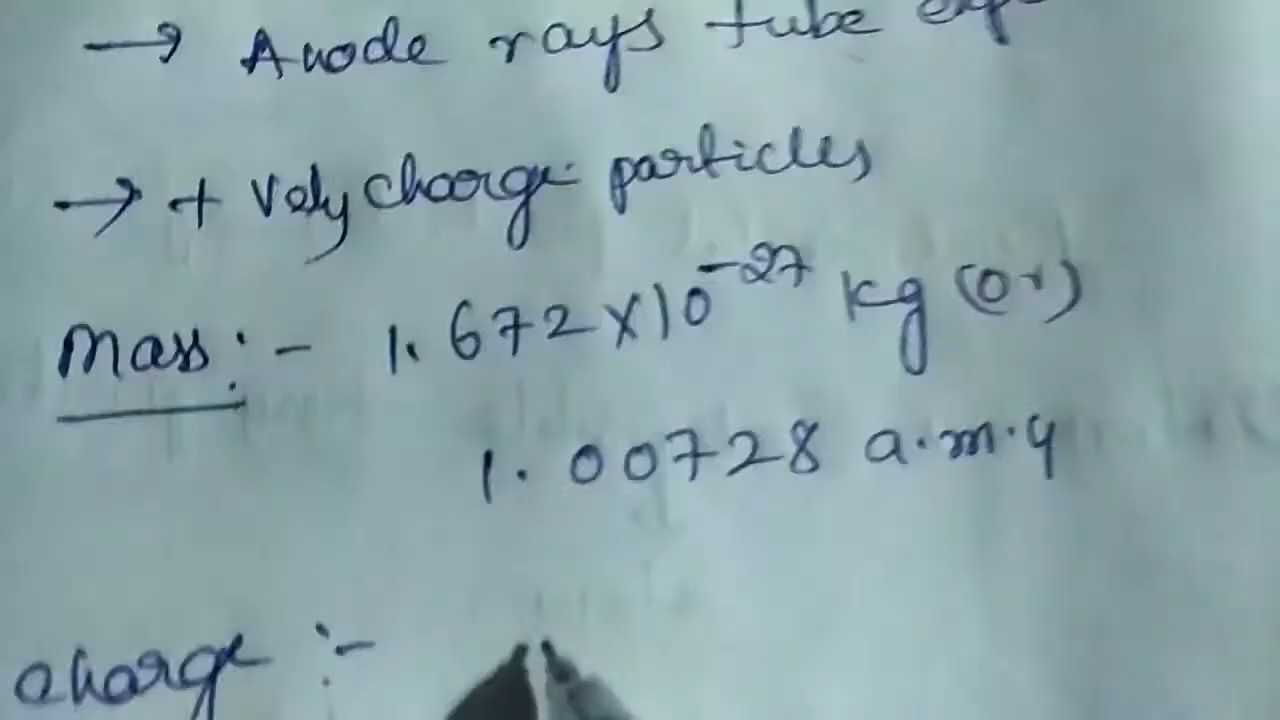 → Anode rays tube
→ + vely charge particles
Mass :- 1.672×10⁻²⁷ kg (or)
1.00728 a.m.u
charge :-